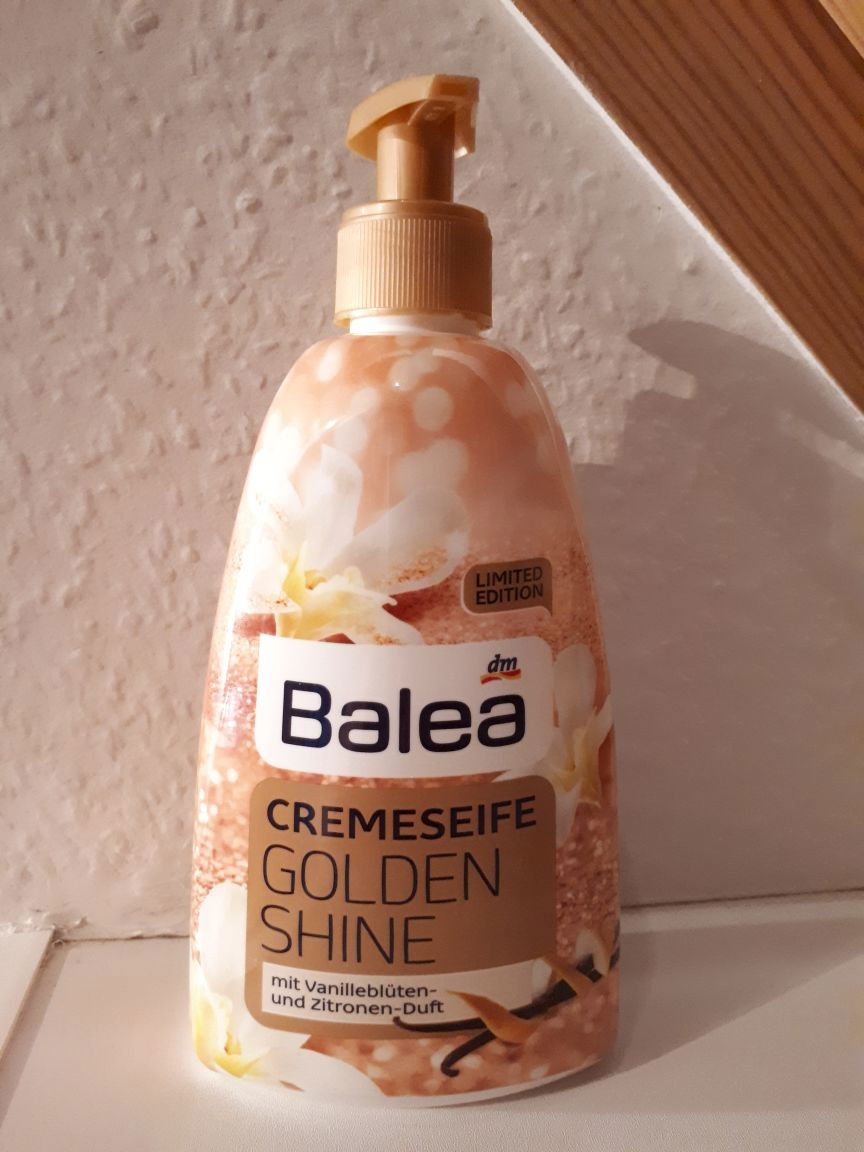 LIMITED
EDITION
dm
Balea
CREMESEIFE
GOLDEN
SHINE
mit Vanilleblüten-
und Zitronen-Duft